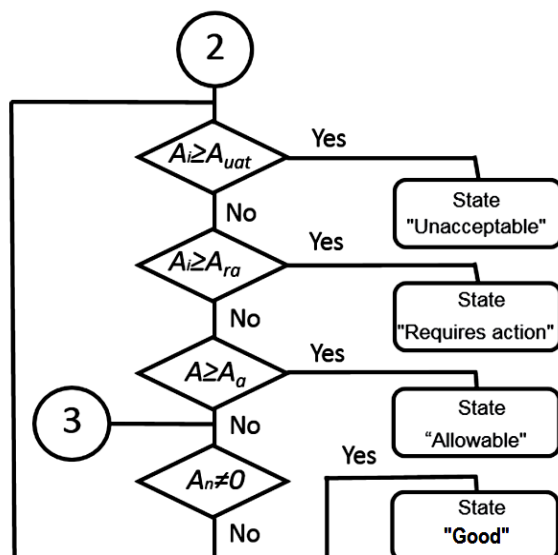 2
Yes
Ai≥Auat
State
"Unacceptable"
No
Yes
Ai≥Ara
State
"Requires action"
No
Yes
A≥Aa
State
“Allowable"
3
No
Yes
An≠0
State
"Good"
No